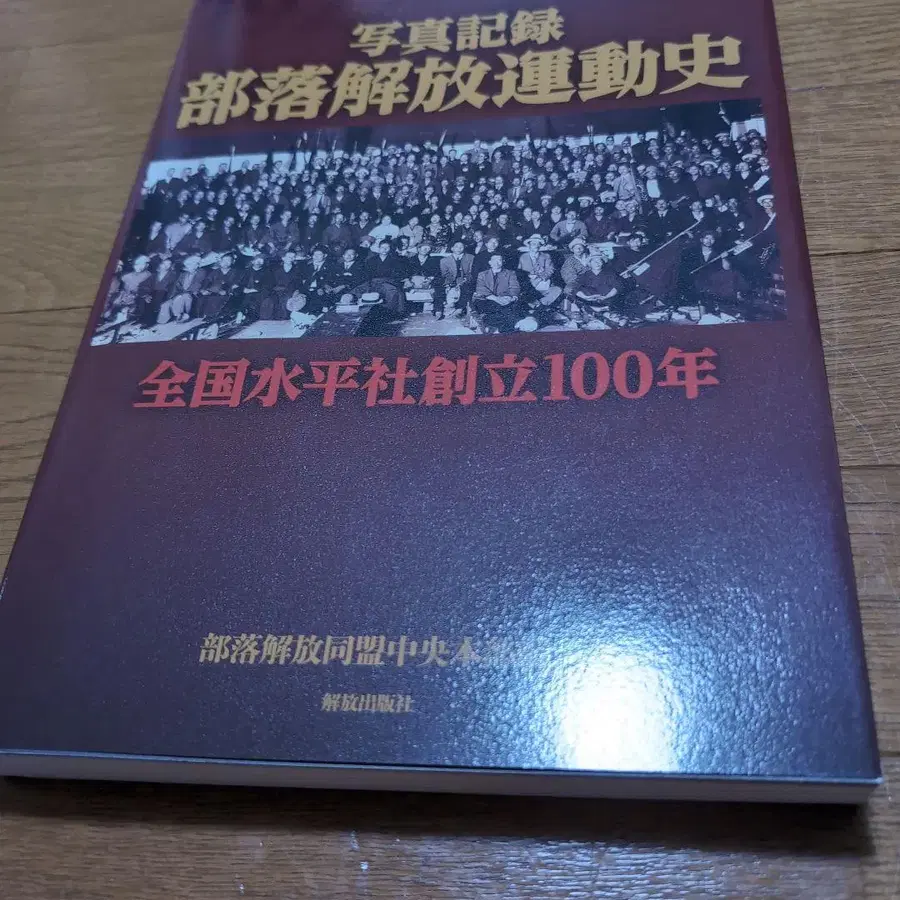 写真記録
部落解放運動史
全国水平社創立100年
部落解放同盟中央本部
解放出版社